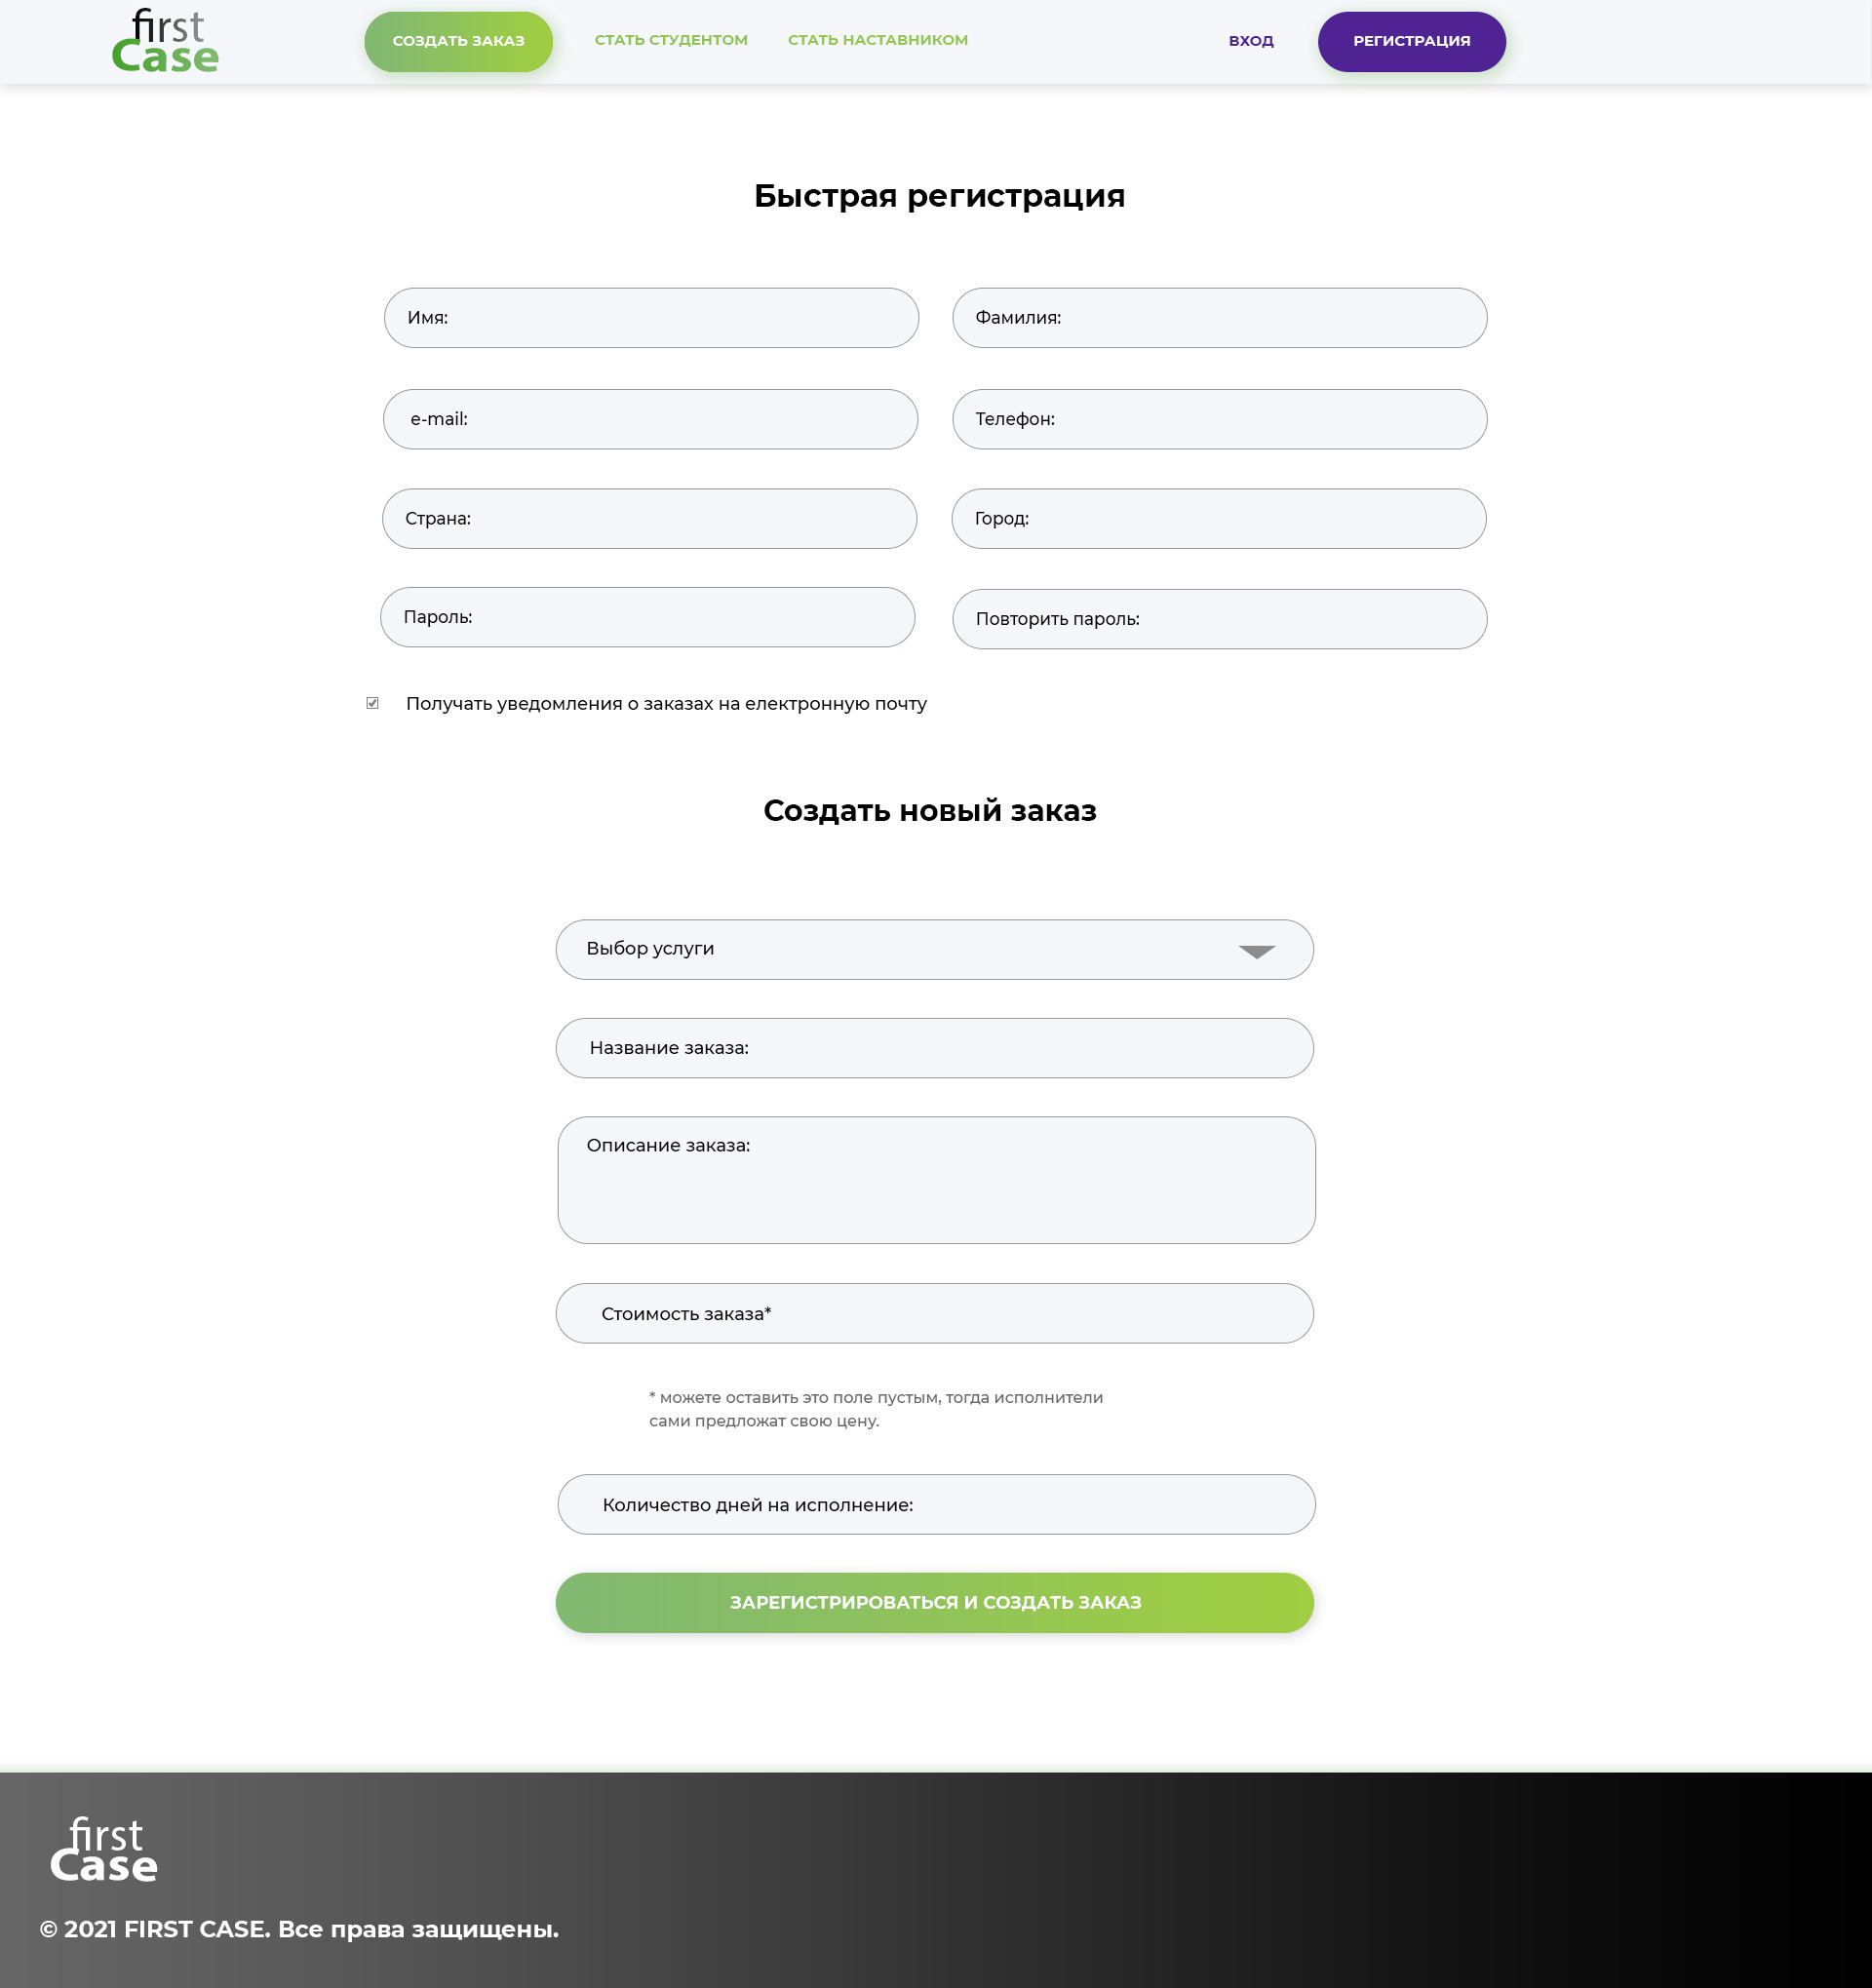 first
Case
СОЗДАТЬ ЗАКАЗ
СТАТЬ СТУДЕНТОМ
СТАТЬ НАСТАВНИКОМ
ВХОД
РЕГИСТРАЦИЯ
Быстрая регистрация
Имя:
Фамилия:
e-mail:
Телефон:
Страна:
Город:
Пароль:
Повторить пароль:
Получать уведомления о заказах на електронную почту
Создать новый заказ
Выбор услуги
Название заказа:
Описание заказа:
Стоимость заказа*
* можете оставить это поле пустым, тогда исполнители
сами предложат свою цену.
Количество дней на исполнение:
ЗАРЕГИСТРИРОВАТЬСЯ И СОЗДАТЬ ЗАКАЗ
first
Case
© 2021 FIRST CASE. Все права защищены.